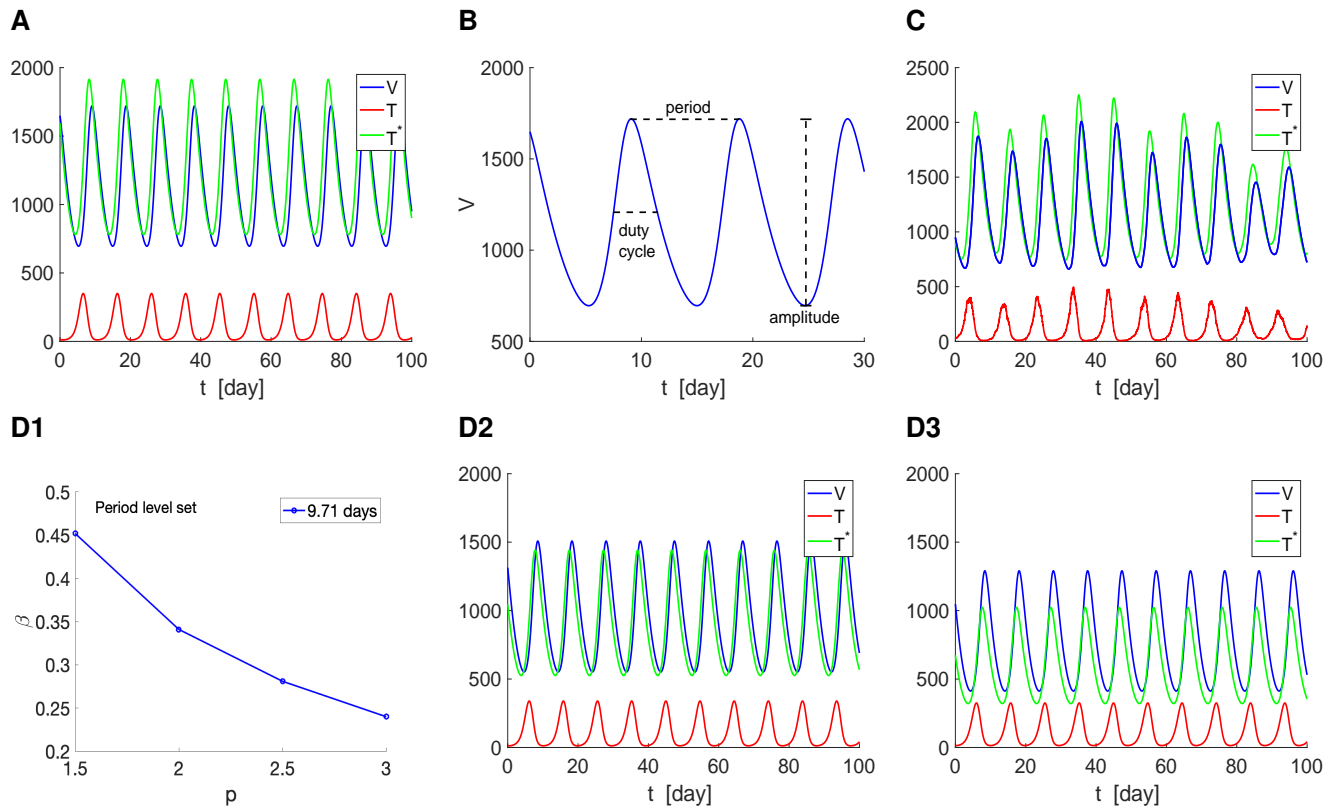 A
2000
1500
1000
500
0
0 20 40 60 80 100
t [day]
V
T
T*
B
2000
1500
1000
500
V
0 10 20 30
t [day]
period
duty
cycle
amplitude
C
2500
2000
1500
1000
500
0
0 20 40 60 80 100
t [day]
V
T
T*
D1
0.5
0.45
0.4
0.35
0.3
0.25
0.2
β
1.5 2 2.5 3
p
Period level set
9.71 days
D2
2000
1500
1000
500
0
0 20 40 60 80 100
t [day]
V
T
T*
D3
2000
1500
1000
500
0
0 20 40 60 80 100
t [day]
V
T
T*